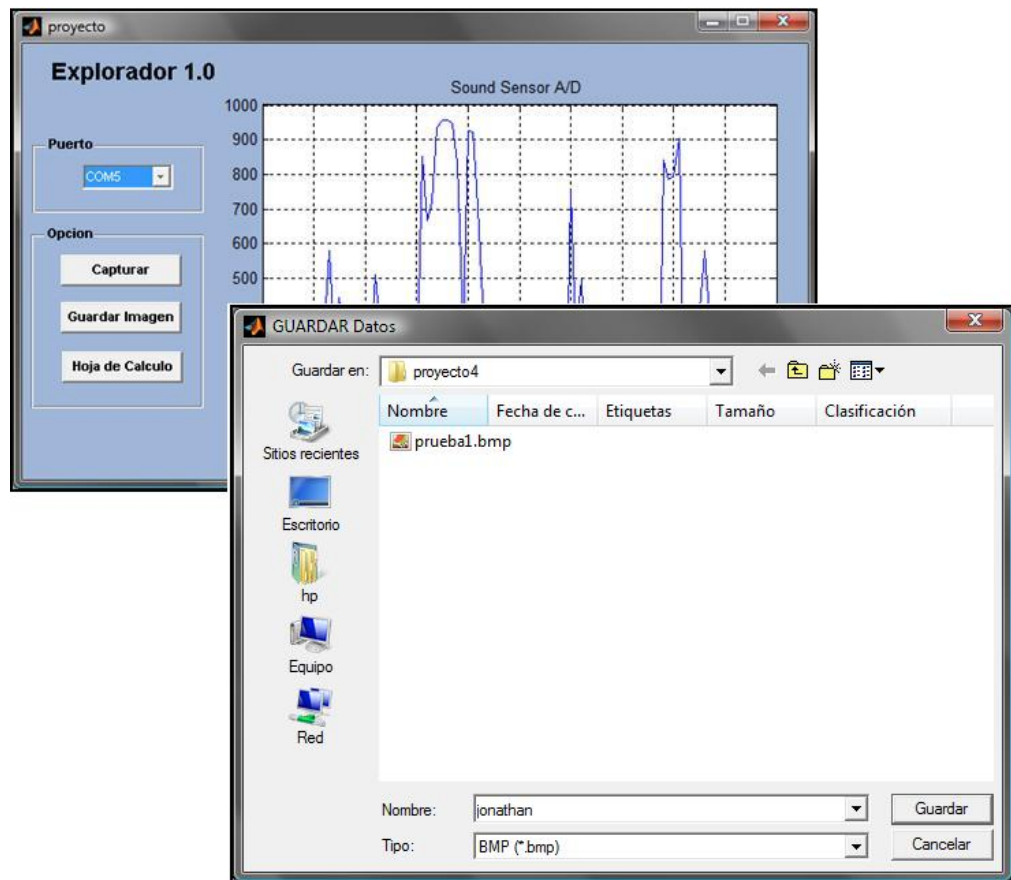 proyecto
Explorador 1.0
Sound Sensor A/D
1000
900
800
700
600
500
Puerto
COM5
Opcion
Capturar
Guardar Imagen
Hoja de Calculo
GUARDAR Datos
Guardar en: proyecto4
Nombre Fecha de c... Etiquetas Tamaño Clasificación
prueba1.bmp
Sitios recientes
Escritorio
hp
Equipo
Red
Nombre: jonathan Guardar
Tipo: BMP (*.bmp) Cancelar